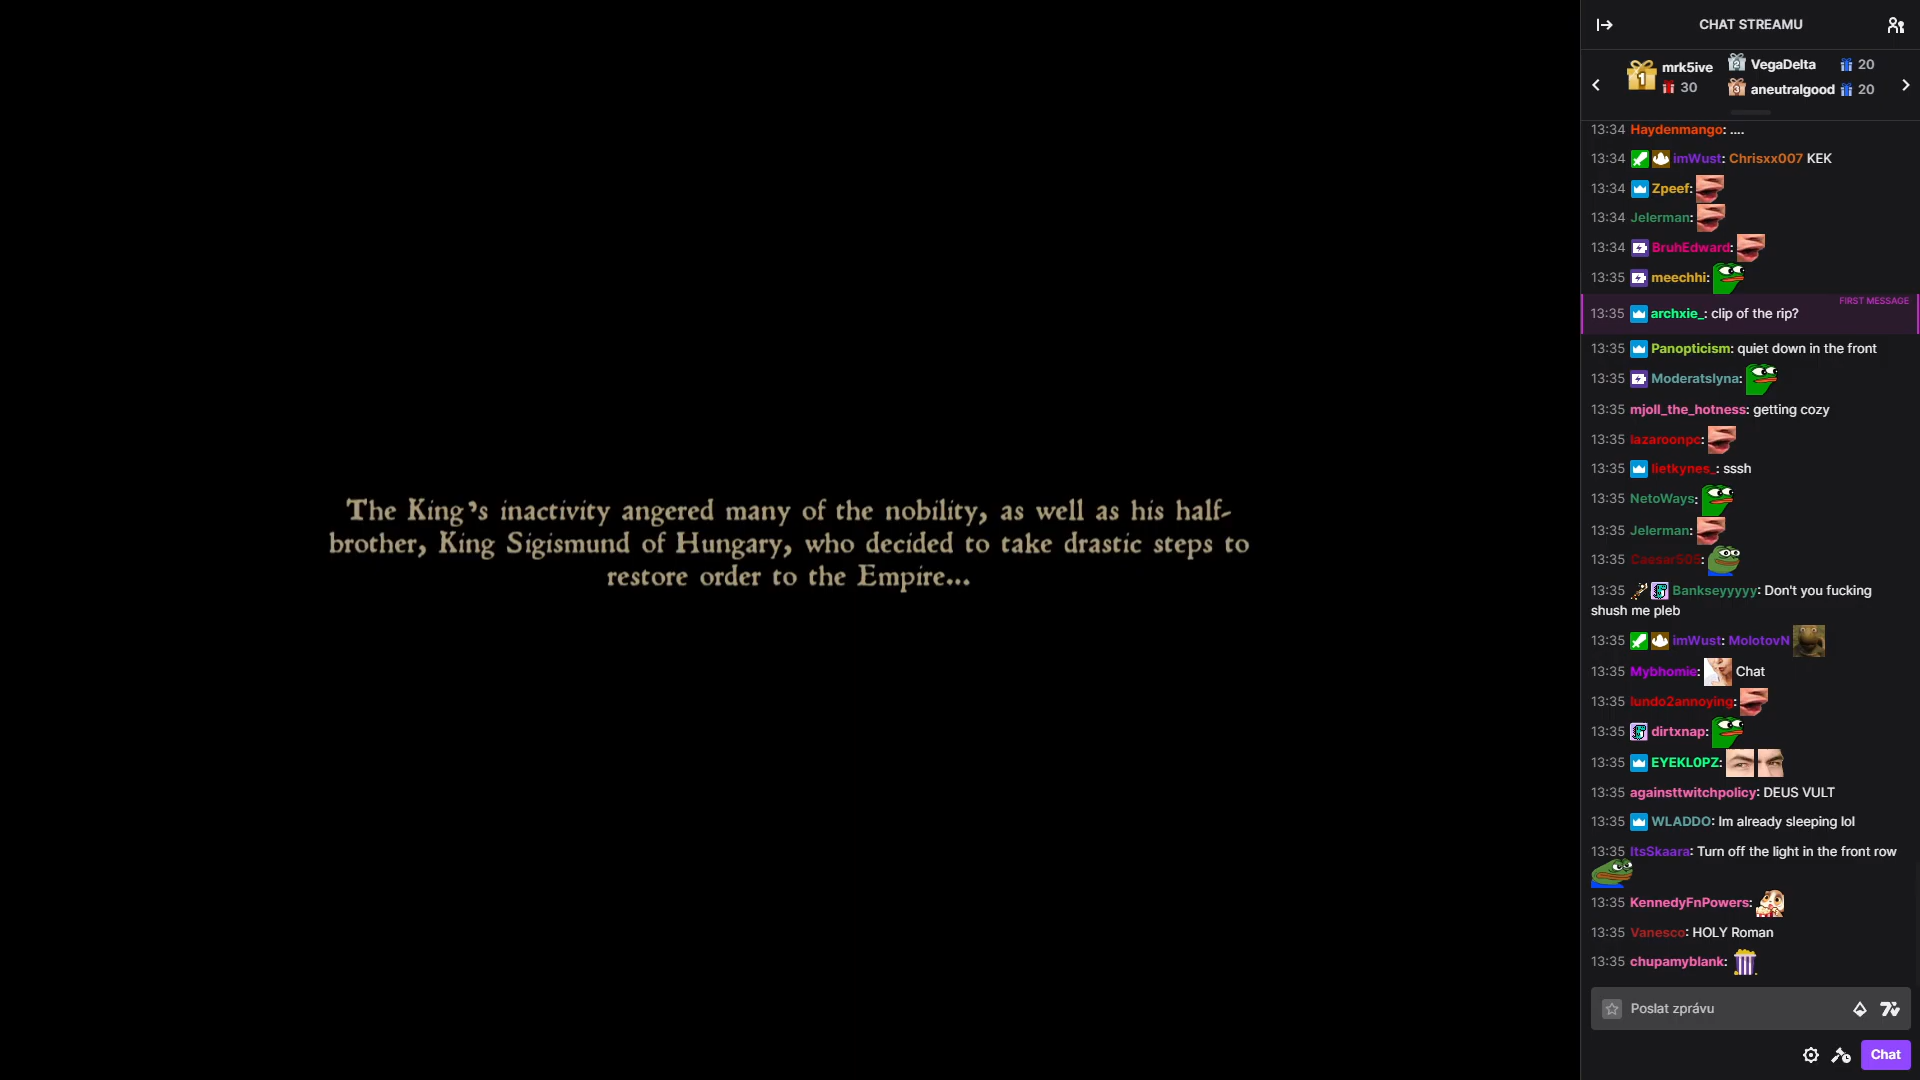 The King's inactivity angered many of the nobility, as well as his half-
brother, King Sigismund of Hungary, who decided to take drastic steps to
restore order to the Empire...
CHAT STREAMU
1 mrk5ive 30
2 VegaDelta 20
3 aneutralgood 20
13:34 Haydenmango: ....
13:34 imWust: Chrisxx007 KEK
13:34 Zpeef:
13:34 Jelerman:
13:34 BruhEdward:
13:35 meechhi:
FIRST MESSAGE
13:35 archxie_: clip of the rip?
13:35 Panopticism: quiet down in the front
13:35 Moderatslyna:
13:35 mjoll_the_hotness: getting cozy
13:35 lazaroonpc:
13:35 lietkynes_: sssh
13:35 NetoWays:
13:35 Jelerman:
13:35 Caesar505:
13:35 Bankseyyyyy: Don't you fucking
shush me pleb
13:35 imWust: MolotovN
13:35 Mybhomie: Chat
13:35 lundo2annoying:
13:35 dirtxnap:
13:35 EYEKL0PZ:
13:35 againsttwitchpolicy: DEUS VULT
13:35 WLADDO: Im already sleeping lol
13:35 ItsSkaara: Turn off the light in the front row
13:35 KennedyFnPowers:
13:35 Vanesco: HOLY Roman
13:35 chupamyblank:
Poslat zprávu
Chat